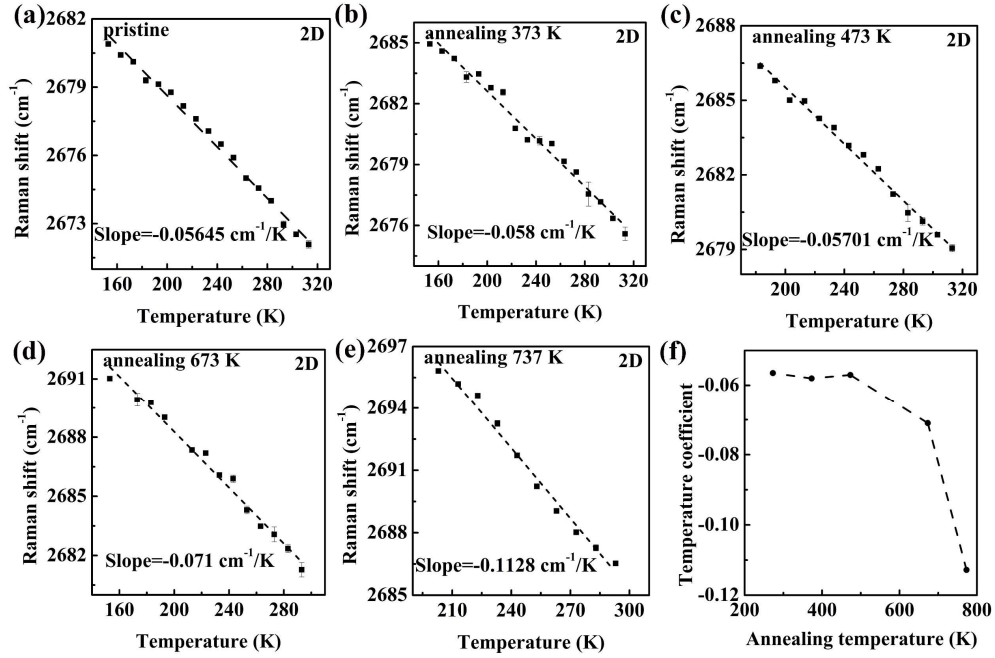 (a)
pristine
2D
2682
2679
2676
2673
Raman shift (cm⁻¹)
Slope=-0.05645 cm⁻¹/K
160 200 240 280 320
Temperature (K)
(b)
annealing 373 K
2D
2685
2682
2679
2676
Raman shift (cm⁻¹)
Slope=-0.058 cm⁻¹/K
160 200 240 280 320
Temperature (K)
(c)
annealing 473 K
2D
2688
2685
2682
2679
Raman shift (cm⁻¹)
Slope=-0.05701 cm⁻¹/K
200 240 280 320
Temperature (K)
(d)
annealing 673 K
2D
2691
2688
2685
2682
Raman shift (cm⁻¹)
Slope=-0.071 cm⁻¹/K
160 200 240 280 320
Temperature (K)
(e)
annealing 737 K
2D
2697
2694
2691
2688
2685
Raman shift (cm⁻¹)
Slope=-0.1128 cm⁻¹/K
210 240 270 300
Temperature (K)
(f)
-0.06
-0.08
-0.10
-0.12
Temperature coefficient
200 400 600 800
Annealing temperature (K)